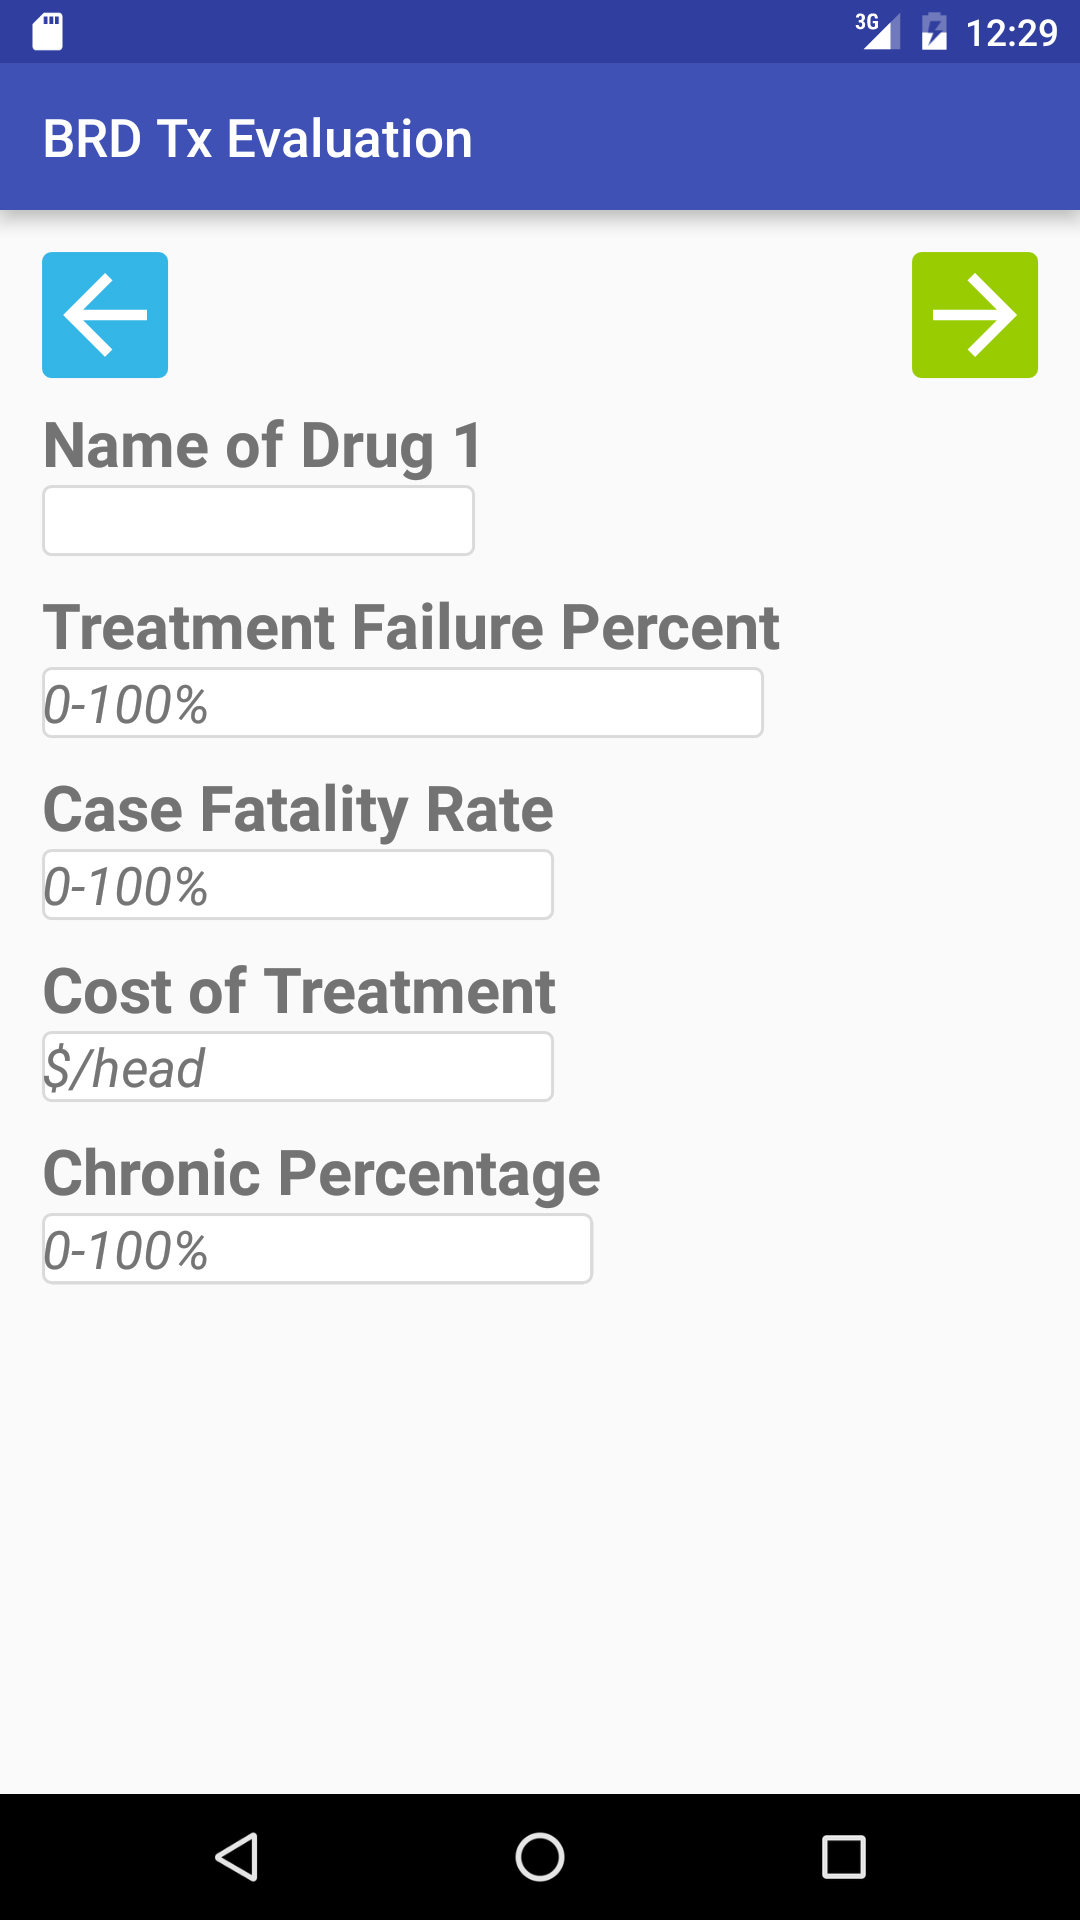 3G 12:29
BRD Tx Evaluation
Name of Drug 1
Treatment Failure Percent
0-100%
Case Fatality Rate
0-100%
Cost of Treatment
$/head
Chronic Percentage
0-100%